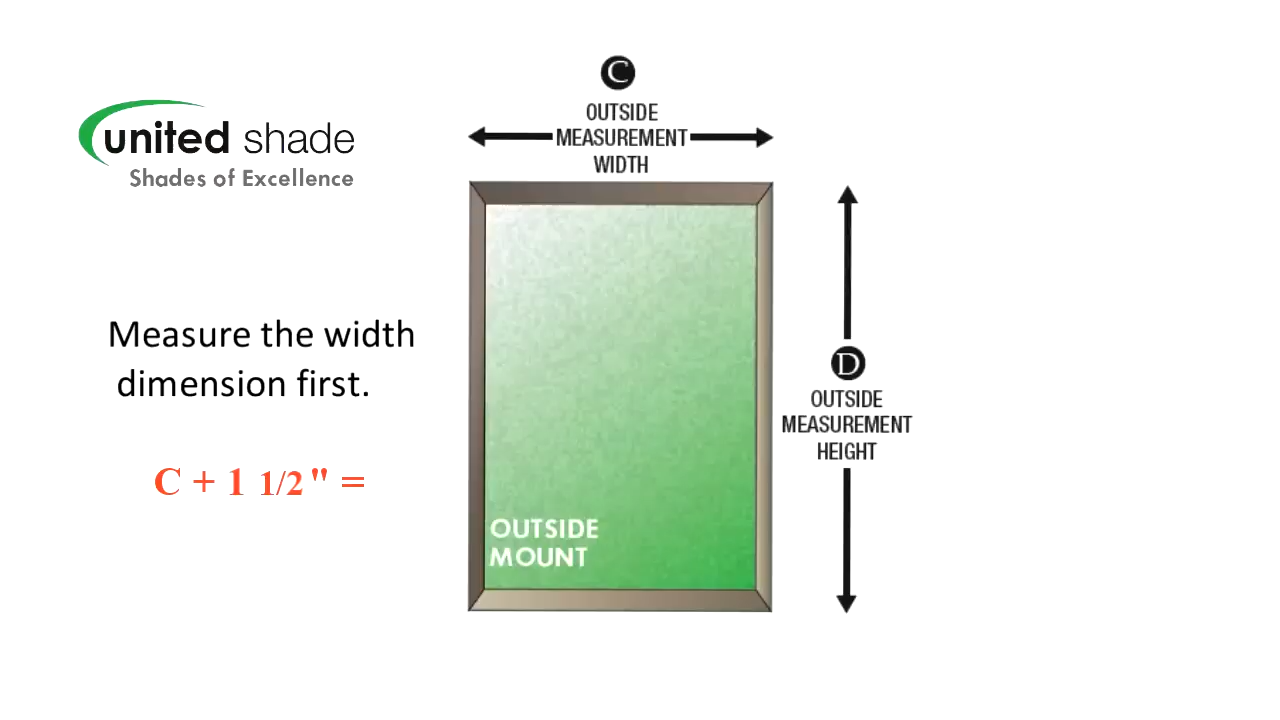 united shade
Shades of Excellence
Measure the width
dimension first.
C + 1 1/2" =
C
OUTSIDE
MEASUREMENT
WIDTH
OUTSIDE
MOUNT
D
OUTSIDE
MEASUREMENT
HEIGHT